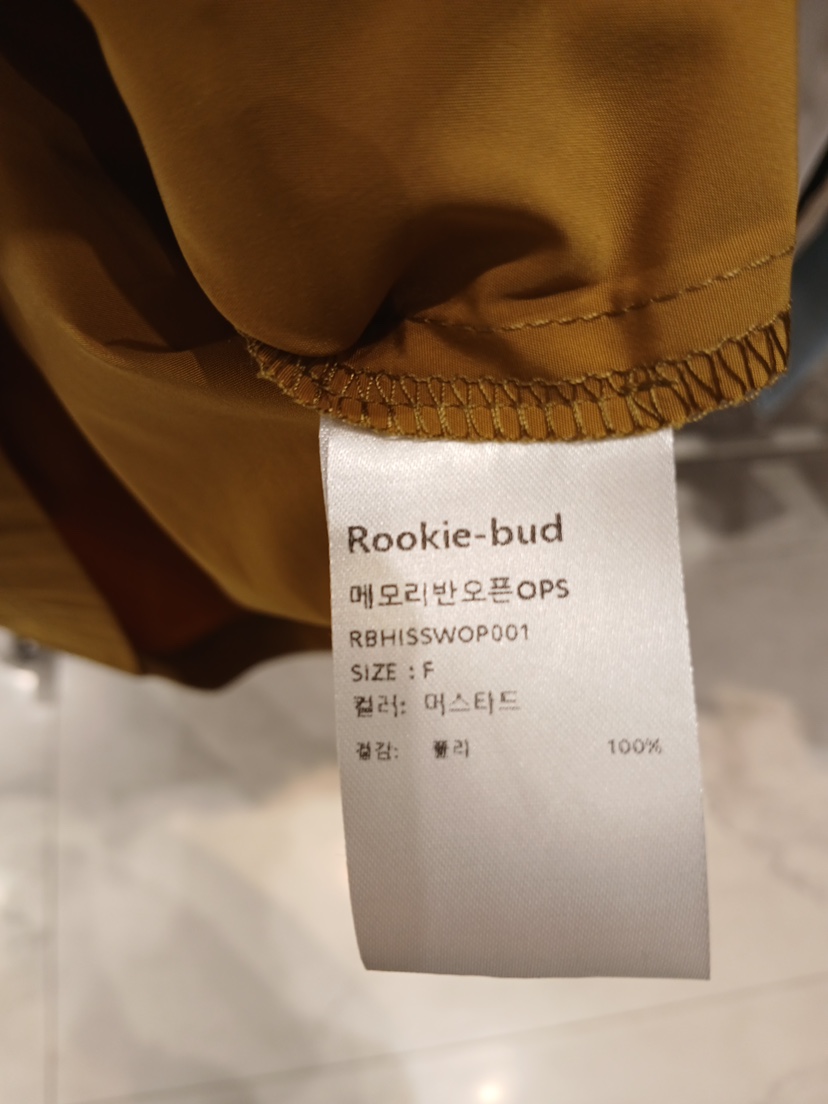 Rookie-bud
메모리반오픈OPS
RBHISSWOP001
SIZE : F
컬러: 머스타드
겉감: 폴리 100%